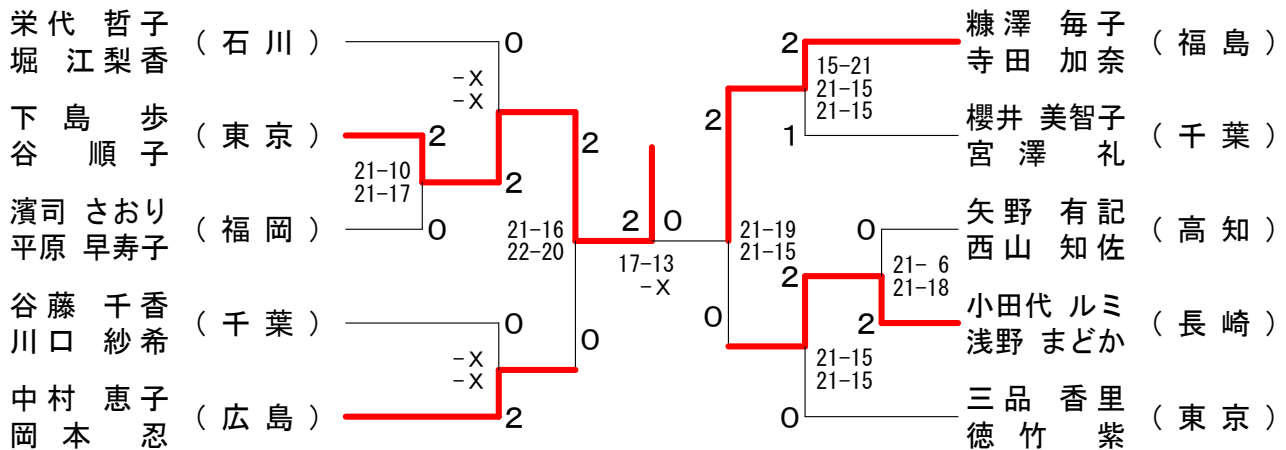 栄代 哲子
堀 江梨香
( 石川 )
0
-X
-X
下島 歩
谷 順子
( 東京 )
2
21-10
21-17
2
濱司 さおり
平原 早寿子
( 福岡 )
0
2
21-16
22-20
谷藤 千香
川口 紗希
( 千葉 )
0
-X
-X
0
中村 恵子
岡本 忍
( 広島 )
2
2
0
17-13
-X
2
糠澤 毎子
寺田 加奈
( 福島 )
15-21
21-15
21-15
2
1
櫻井 美智子
宮澤 礼
( 千葉 )
21-19
21-15
0
矢野 有記
西山 知佐
( 高知 )
21- 6
21-18
2
2
小田代 ルミ
浅野 まどか
( 長崎 )
0
21-15
21-15
0
三品 香里
徳竹 紫
( 東京 )